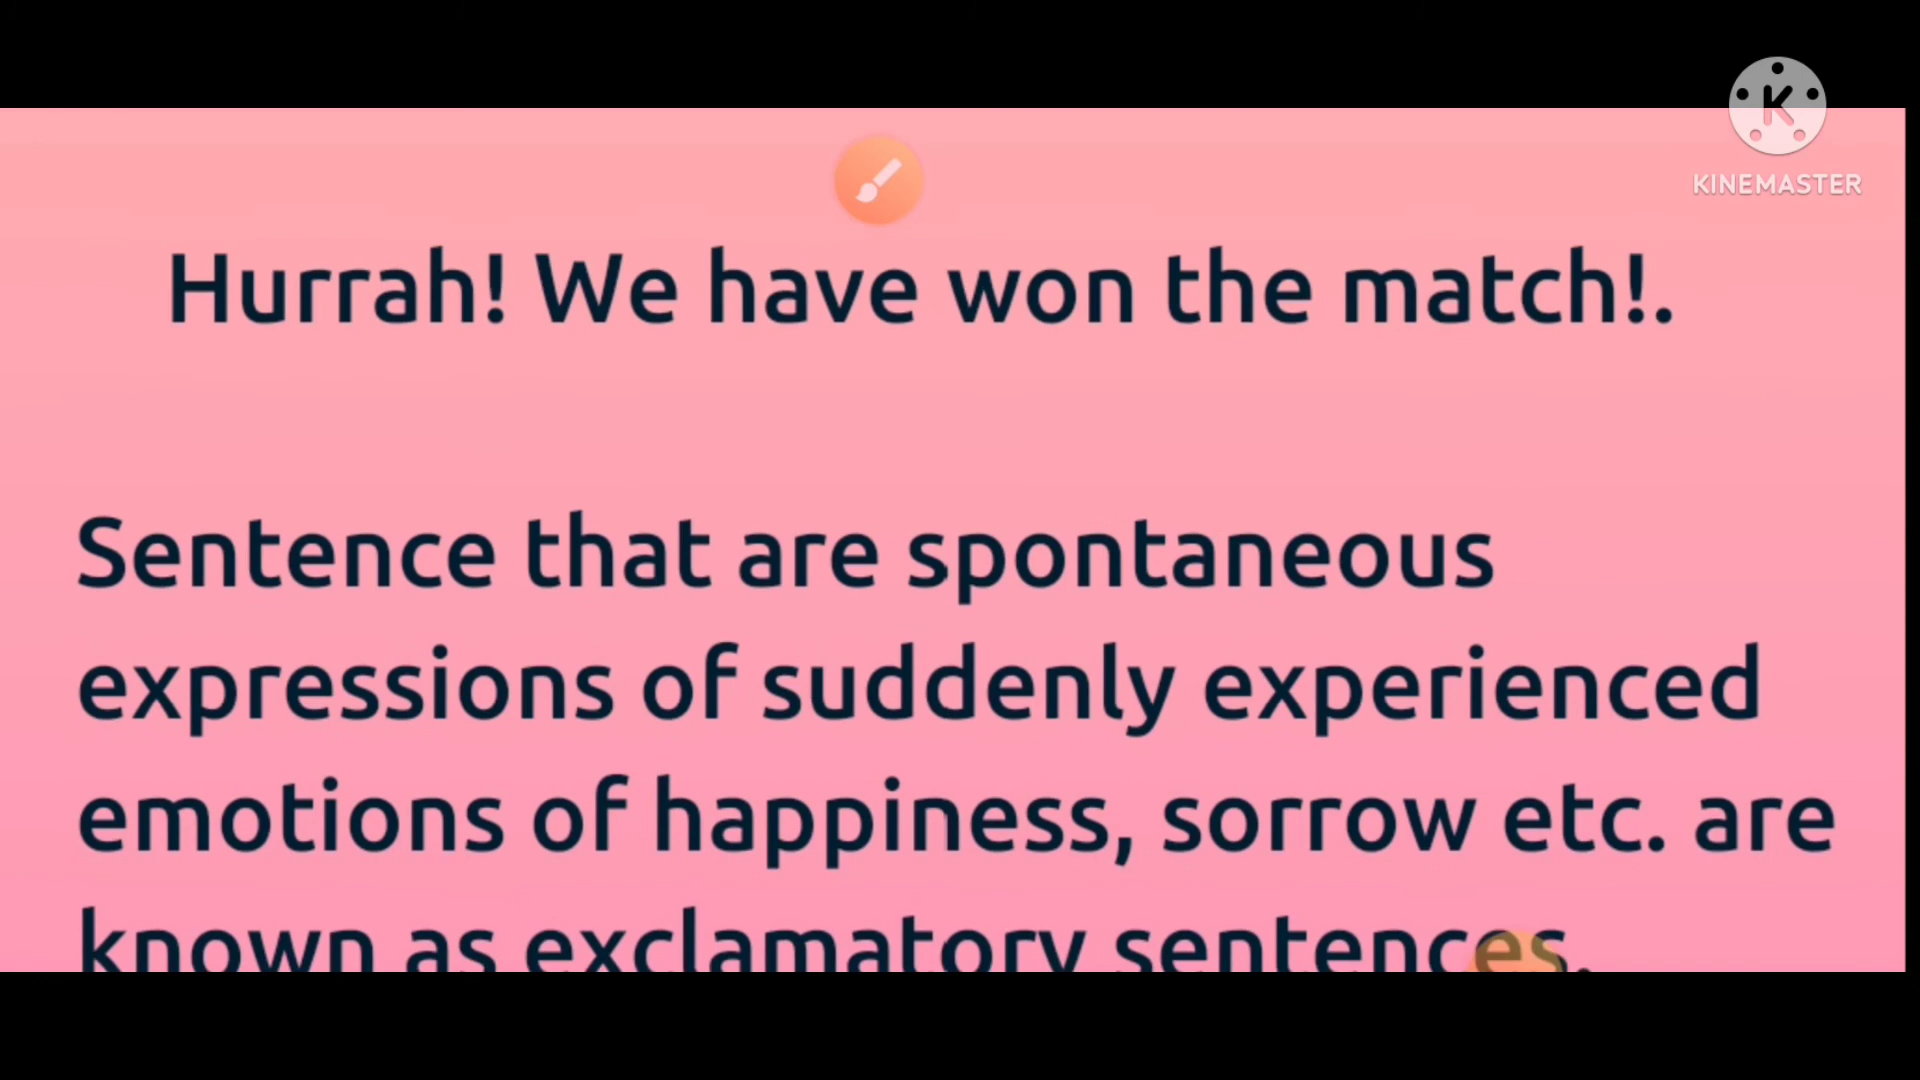 KINEMASTER
Hurrah! We have won the match!.
Sentence that are spontaneous
expressions of suddenly experienced
emotions of happiness, sorrow etc. are
known as exclamatory sentences.